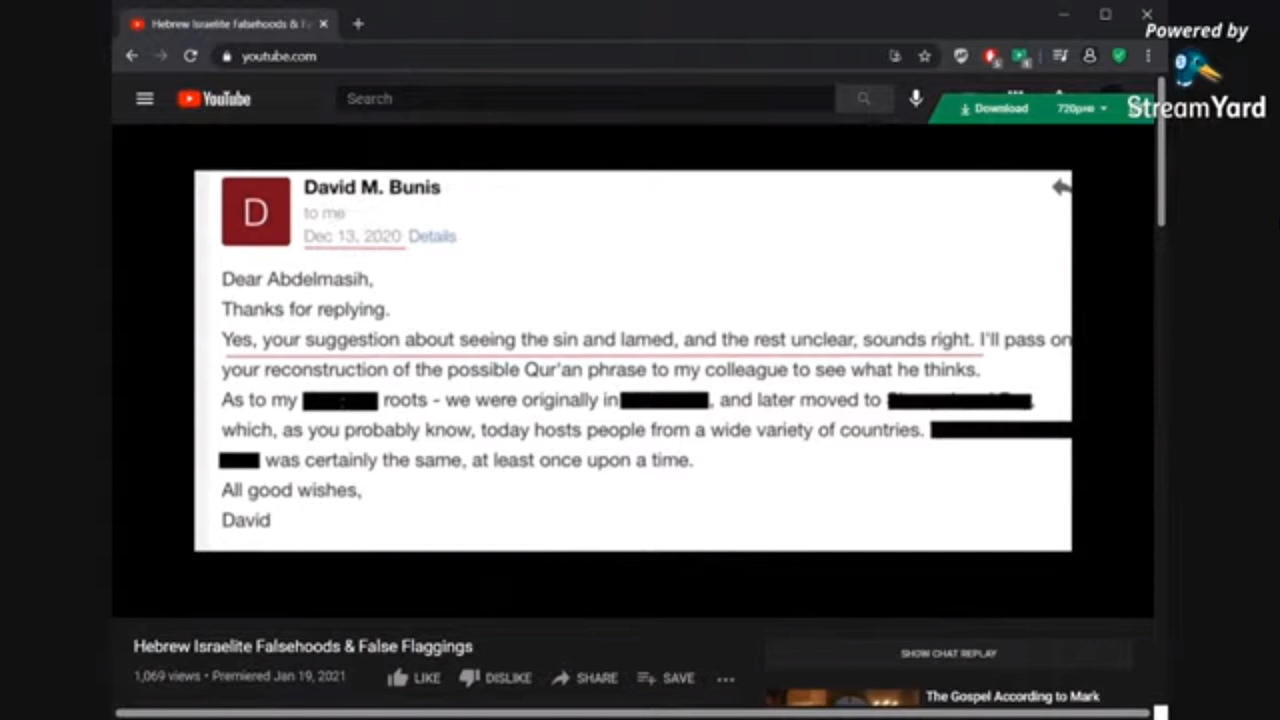 Hebrew Israelite Falsehoods & F
Powered by
StreamYard
youtube.com
YouTube
Search
Download 720p
David M. Bunis
D
to me
Dec 13, 2020 Details
Dear Abdelmasih,
Thanks for replying.
Yes, your suggestion about seeing the sin and lamed, and the rest unclear, sounds right. I'll pass on
your reconstruction of the possible Qur'an phrase to my colleague to see what he thinks.
As to my roots - we were originally in , and later moved to
which, as you probably know, today hosts people from a wide variety of countries.
was certainly the same, at least once upon a time.
All good wishes,
David
Hebrew Israelite Falsehoods & False Flaggings
1,069 views • Premiered Jan 19, 2021
LIKE DISLIKE SHARE SAVE
SHOW CHAT REPLAY
The Gospel According to Mark